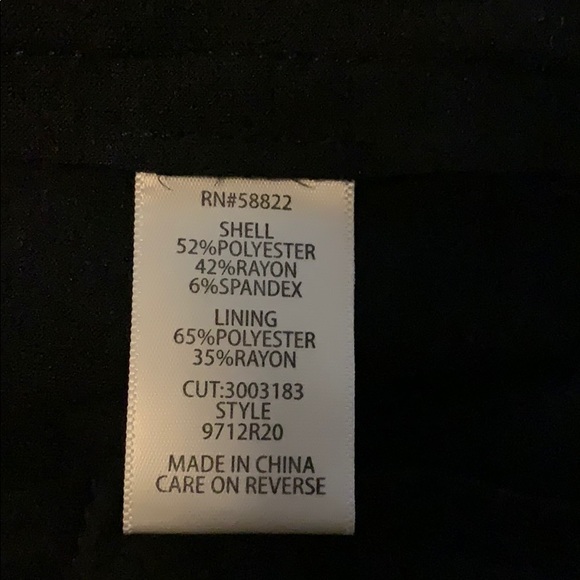 RN#58822
SHELL
52%POLYESTER
42%RAYON
6%SPANDEX
LINING
65%POLYESTER
35%RAYON
CUT:3003183
STYLE
9712R20
MADE IN CHINA
CARE ON REVERSE